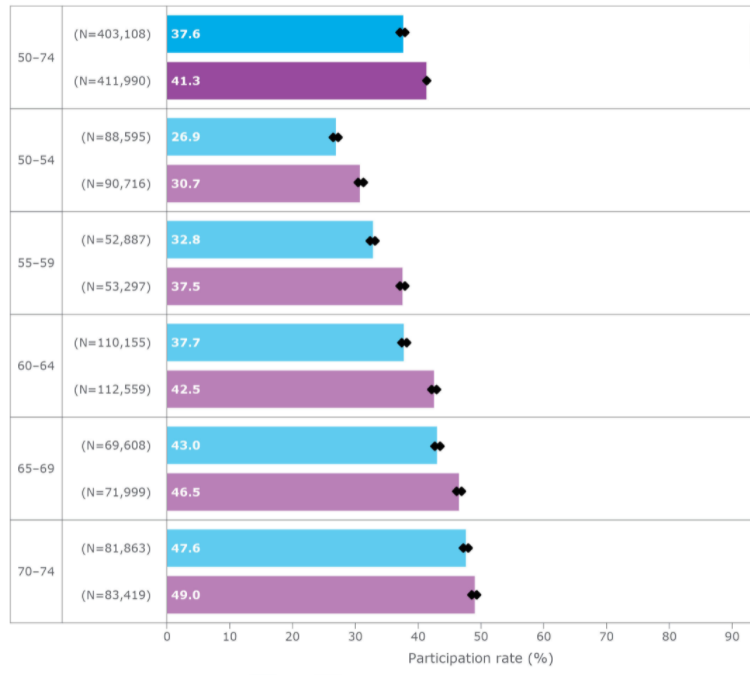 50–74
(N=403,108) 37.6
(N=411,990) 41.3
50–54
(N=88,595) 26.9
(N=90,716) 30.7
55–59
(N=52,887) 32.8
(N=53,297) 37.5
60–64
(N=110,155) 37.7
(N=112,559) 42.5
65–69
(N=69,608) 43.0
(N=71,999) 46.5
70–74
(N=81,863) 47.6
(N=83,419) 49.0
0 10 20 30 40 50 60 70 80 90
Participation rate (%)